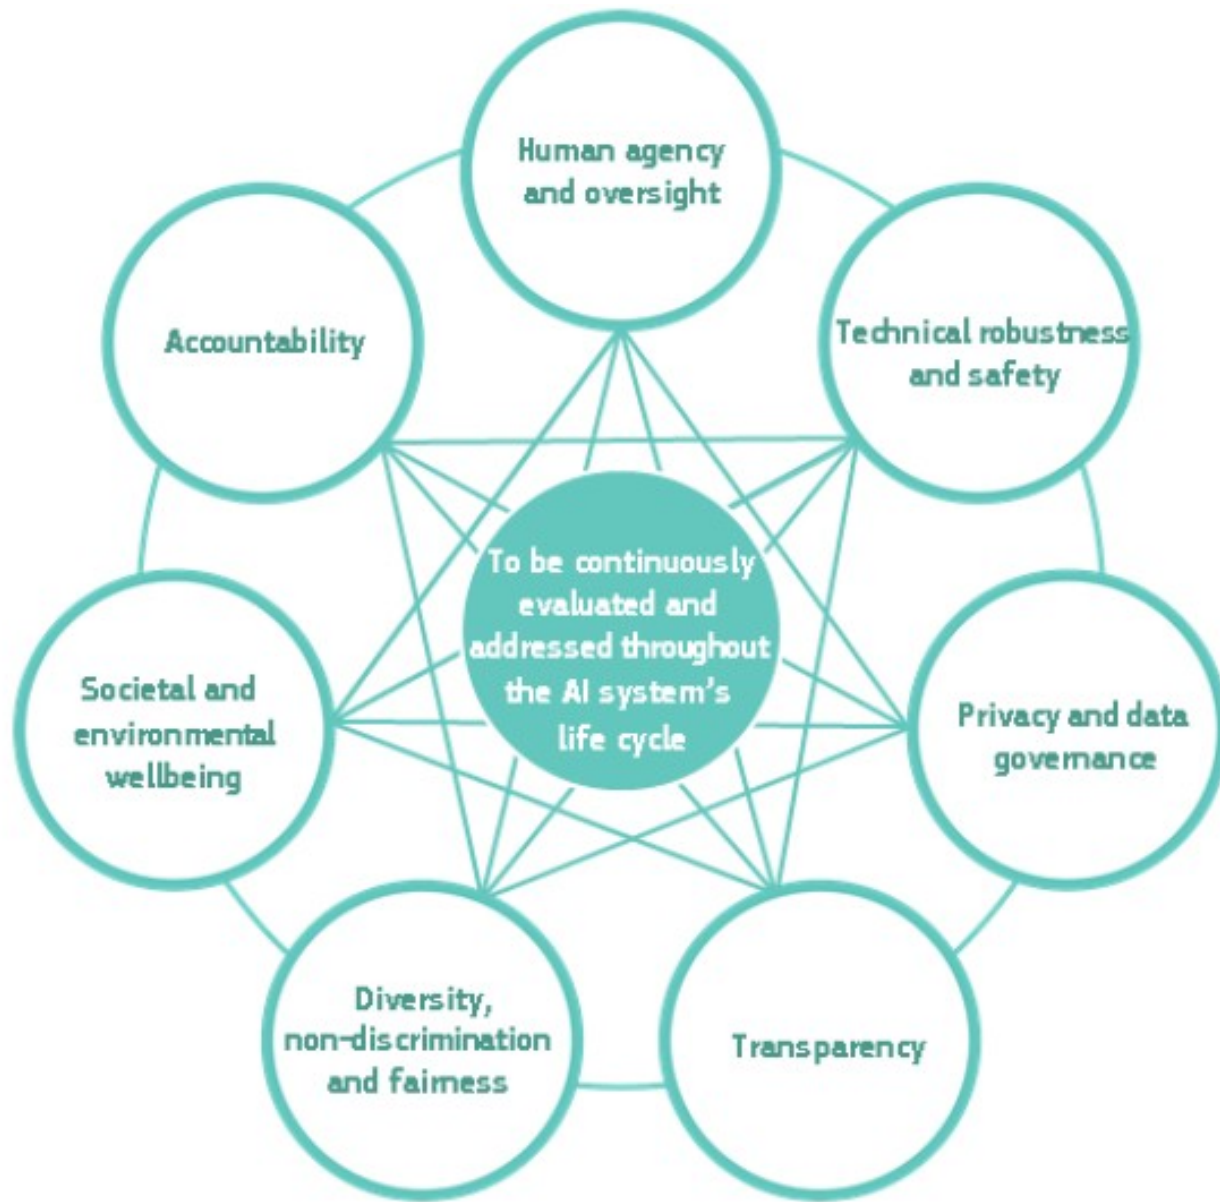 Human agency
and oversight
Technical robustness
and safety
Privacy and data
governance
Transparency
Diversity,
non-discrimination
and fairness
Societal and
environmental
wellbeing
Accountability
To be continuously
evaluated and
addressed throughout
the AI system's
life cycle